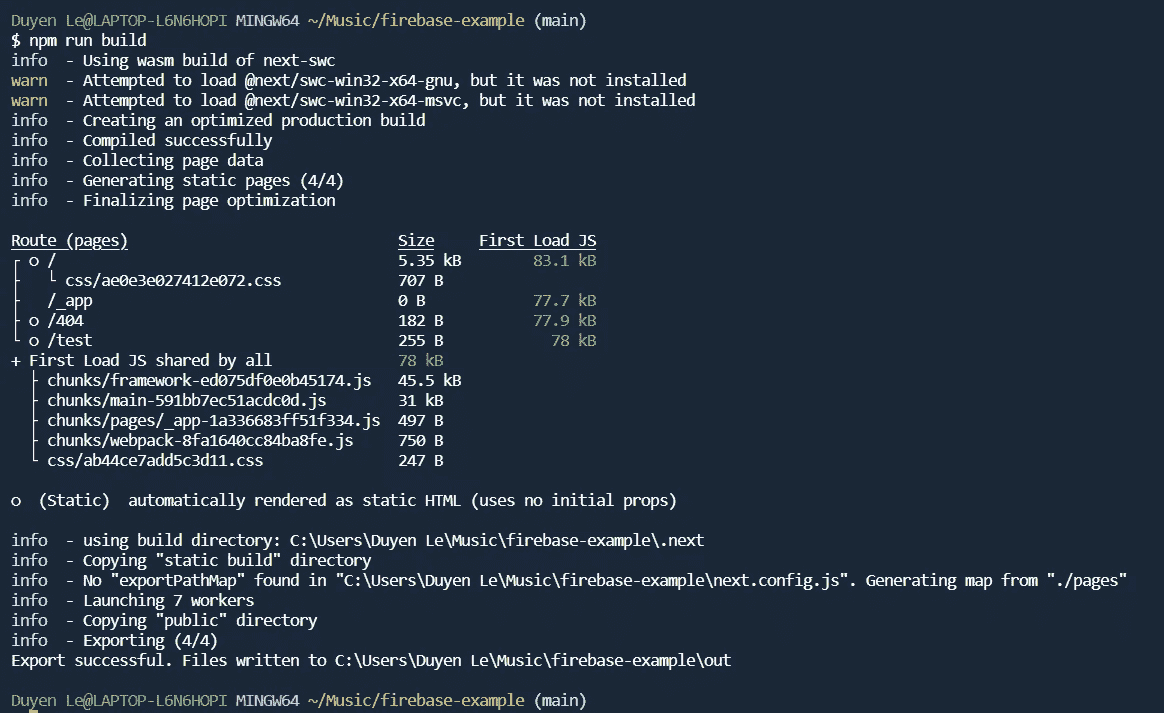 Duyen Le@LAPTOP-L6N6HOPI MINGW64 ~/Music/firebase-example (main)
$ npm run build
info  - Using wasm build of next-swc
warn  - Attempted to load @next/swc-win32-x64-gnu, but it was not installed
warn  - Attempted to load @next/swc-win32-x64-msvc, but it was not installed
info  - Creating an optimized production build
info  - Compiled successfully
info  - Collecting page data
info  - Generating static pages (4/4)
info  - Finalizing page optimization
Route (pages)                              Size     First Load JS
┌ ○ /                                      5.35 kB        83.1 kB
├   └ css/ae0e3e027412e072.css             707 B
├   /_app                                  0 B            77.7 kB
├ ○ /404                                   182 B          77.9 kB
└ ○ /test                                  255 B            78 kB
+ First Load JS shared by all              78 kB
  ├ chunks/framework-ed075df0e0b45174.js   45.5 kB
  ├ chunks/main-591bb7ec51acdc0d.js        31 kB
  ├ chunks/pages/_app-1a336683ff51f334.js  497 B
  ├ chunks/webpack-8fa1640cc84ba8fe.js     750 B
  └ css/ab44ce7add5c3d11.css               247 B
○  (Static)  automatically rendered as static HTML (uses no initial props)
info  - using build directory: C:\Users\Duyen Le\Music\firebase-example\.next
info  - Copying "static build" directory
info  - No "exportPathMap" found in "C:\Users\Duyen Le\Music\firebase-example\next.config.js". Generating map from "./pages"
info  - Launching 7 workers
info  - Copying "public" directory
info  - Exporting (4/4)
Export successful. Files written to C:\Users\Duyen Le\Music\firebase-example\out
Duyen Le@LAPTOP-L6N6HOPI MINGW64 ~/Music/firebase-example (main)